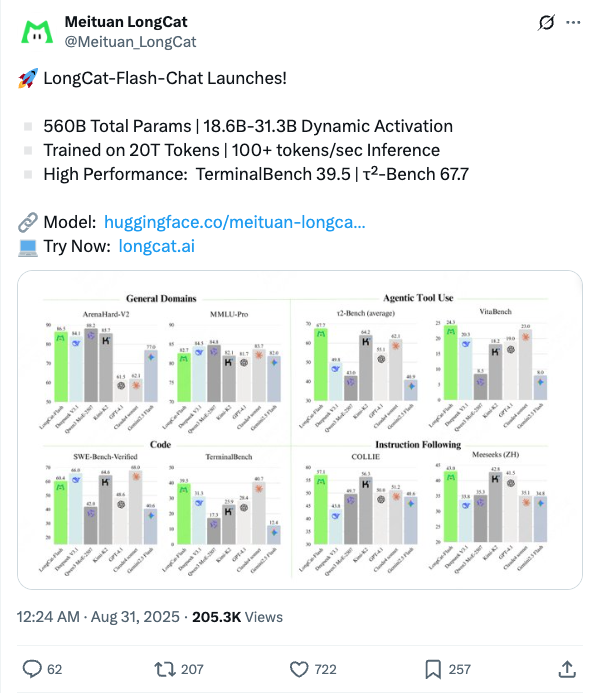 Meituan LongCat
@Meituan_LongCat
🚀 LongCat-Flash-Chat Launches!
▫️ 560B Total Params | 18.6B-31.3B Dynamic Activation
▫️ Trained on 20T Tokens | 100+ tokens/sec Inference
▫️ High Performance: TerminalBench 39.5 | τ²-Bench 67.7
🔗 Model: huggingface.co/meituan-longca...
💻 Try Now: longcat.ai
General Domains
Agentic Tool Use
ArenaHard-V2
MMLU-Pro
τ2-Bench (average)
VitaBench
86.5 84.1 88.2 85.7 61.5 62.1 77.0
82.7 84.5 84.8 82.1 81.7 83.7 82.0
67.7 49.8 43.0 64.2 55.1 62.1 40.9
24.3 20.3 8.5 18.2 19.0 23.0 8.0
LongCat-Flash Deepseek V3.1 Qwen3 MoE-2507 Kimi-K2 GPT-4.1 Claude4 sonnet Gemini2.5 Flash
LongCat-Flash Deepseek V3.1 Qwen3 MoE-2507 Kimi-K2 GPT-4.1 Claude4 sonnet Gemini2.5 Flash
LongCat-Flash Deepseek V3.1 Qwen3 MoE-2507 Kimi-K2 GPT-4.1 Claude4 sonnet Gemini2.5 Flash
LongCat-Flash Deepseek V3.1 Qwen3 MoE-2507 Kimi-K2 GPT-4.1 Claude4 sonnet Gemini2.5 Flash
Code
Instruction Following
SWE-Bench-Verified
TerminalBench
COLLIE
Meeseeks (ZH)
60.4 66.0 42.0 64.6 48.6 68.0 40.6
39.5 31.3 17.3 25.9 28.4 40.7 12.4
57.1 43.8 49.7 56.3 50.0 51.2 48.6
43.0 33.8 35.3 42.8 41.5 35.1 34.8
LongCat-Flash Deepseek V3.1 Qwen3 MoE-2507 Kimi-K2 GPT-4.1 Claude4 sonnet Gemini2.5 Flash
LongCat-Flash Deepseek V3.1 Qwen3 MoE-2507 Kimi-K2 GPT-4.1 Claude4 sonnet Gemini2.5 Flash
LongCat-Flash Deepseek V3.1 Qwen3 MoE-2507 Kimi-K2 GPT-4.1 Claude4 sonnet Gemini2.5 Flash
LongCat-Flash Deepseek V3.1 Qwen3 MoE-2507 Kimi-K2 GPT-4.1 Claude4 sonnet Gemini2.5 Flash
12:24 AM · Aug 31, 2025 · 205.3K Views
62 207 722 257